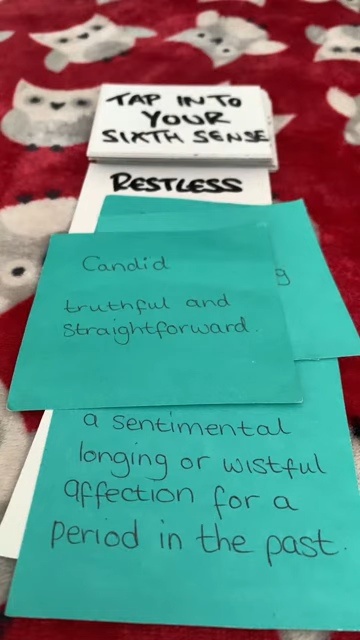 TAP INTO
YOUR
SIXTH SENSE
RESTLESS
Candid
g
truthful and
straightforward.
a sentimental
longing or wistful
affection for a
period in the past.